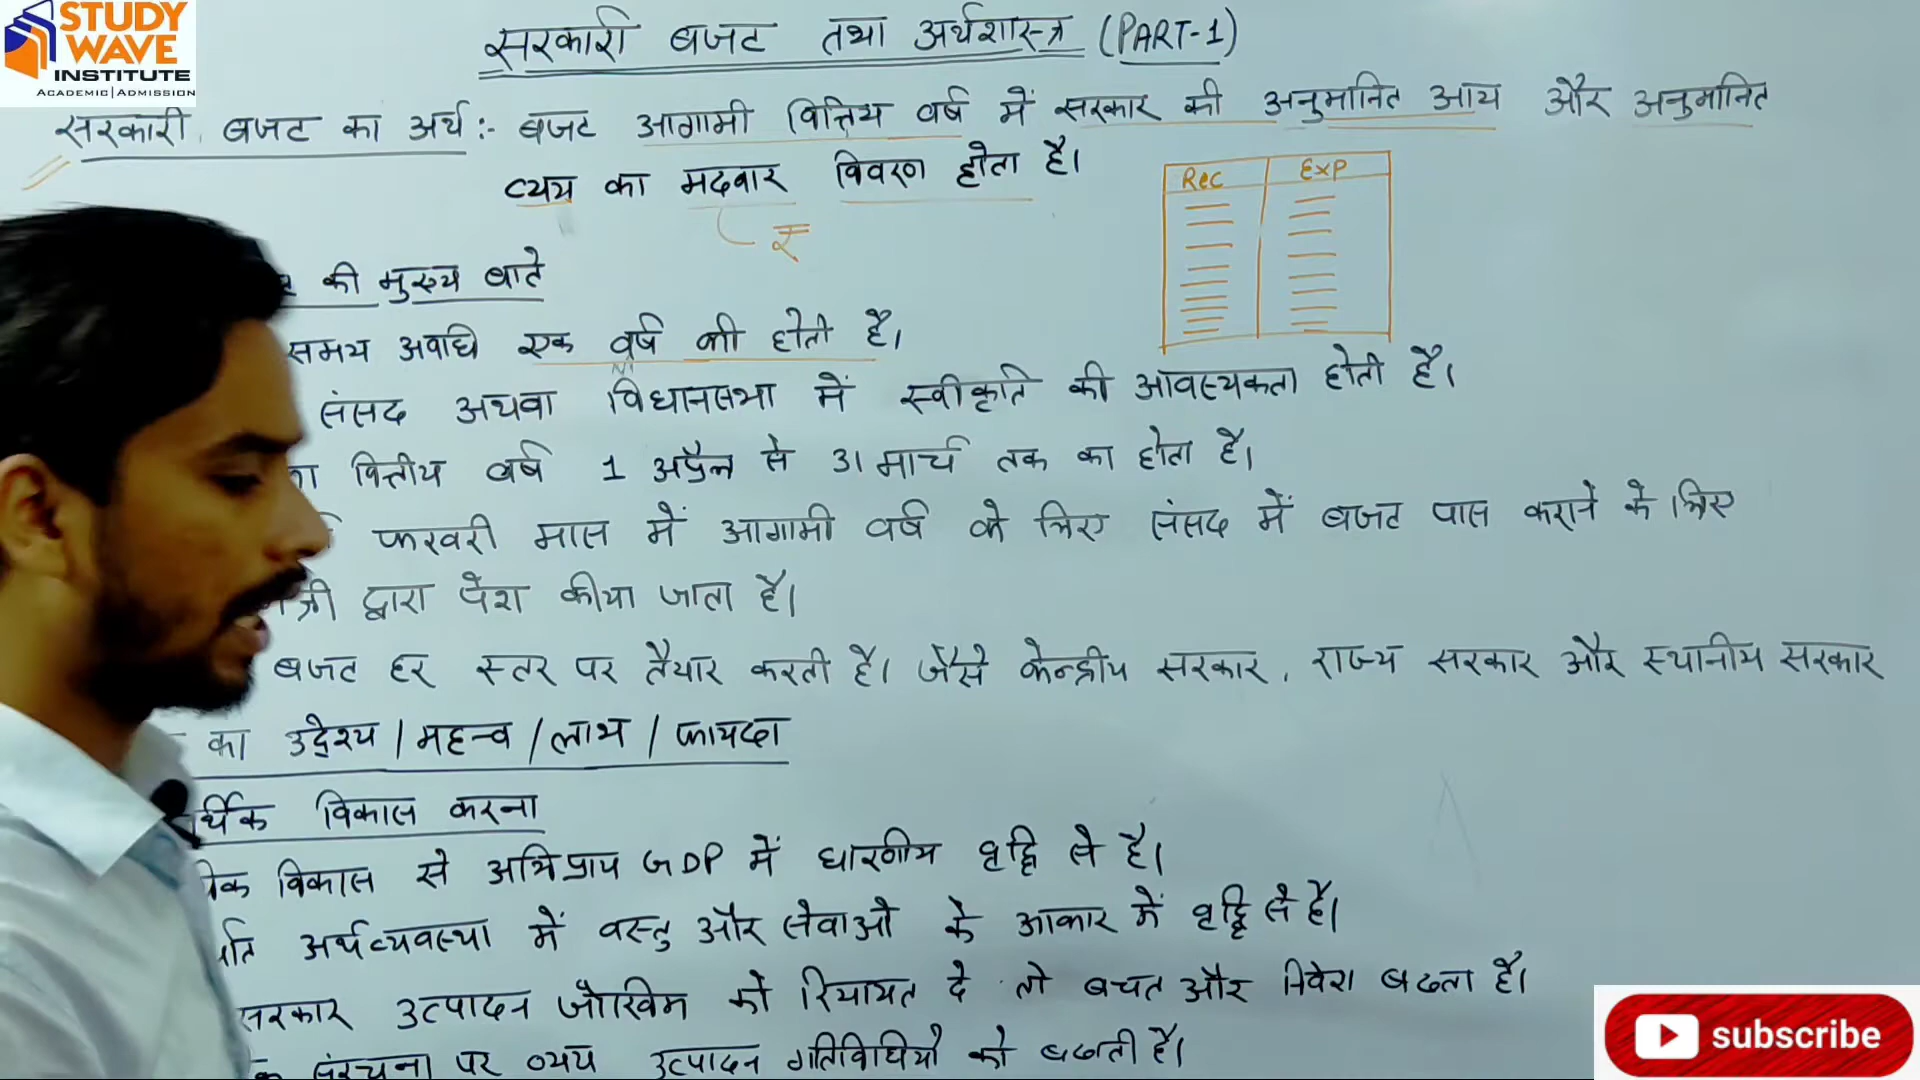 STUDY
WAVE
INSTITUTE
ACADEMIC|ADMISSION
सरकारी बजट तथा अर्थशास्त्र (PART-1)
सरकारी बजट का अर्थ:- बजट आगामी वित्तिय वर्ष में सरकार की अनुमानित आय और अनुमानित
व्यय का मदवार विवरण होता है।
₹
Rec Exp
की मुख्य बाते
समय अवधि एक वर्ष की होती है।
संसद अथवा विधानसभा में स्वीकृति की आवश्यकता होती है।
वित्तीय वर्ष 1 अप्रैल से 31 मार्च तक का होता है।
फरवरी मास में आगामी वर्ष के लिए संसद में बजट पास कराने के लिए
द्वारा पेश कीया जाता है।
बजट हर स्तर पर तैयार करती है। जैसे केन्द्रीय सरकार, राज्य सरकार और स्थानीय सरकार
का उद्देश्य / महत्व / लाभ / फायदा
र्थिक विकास करना
विकास से अभिप्राय GDP में धारणीय वृद्धि से है।
अर्थव्यवस्था में वस्तु और सेवाओ के आकार में वृद्धि से है।
सरकार उत्पादन जोखिम को रियायत दे तो बचत और निवेश बढता है।
संरचना पर व्यय उत्पादन गतिविधियो को बढाती है।
subscribe